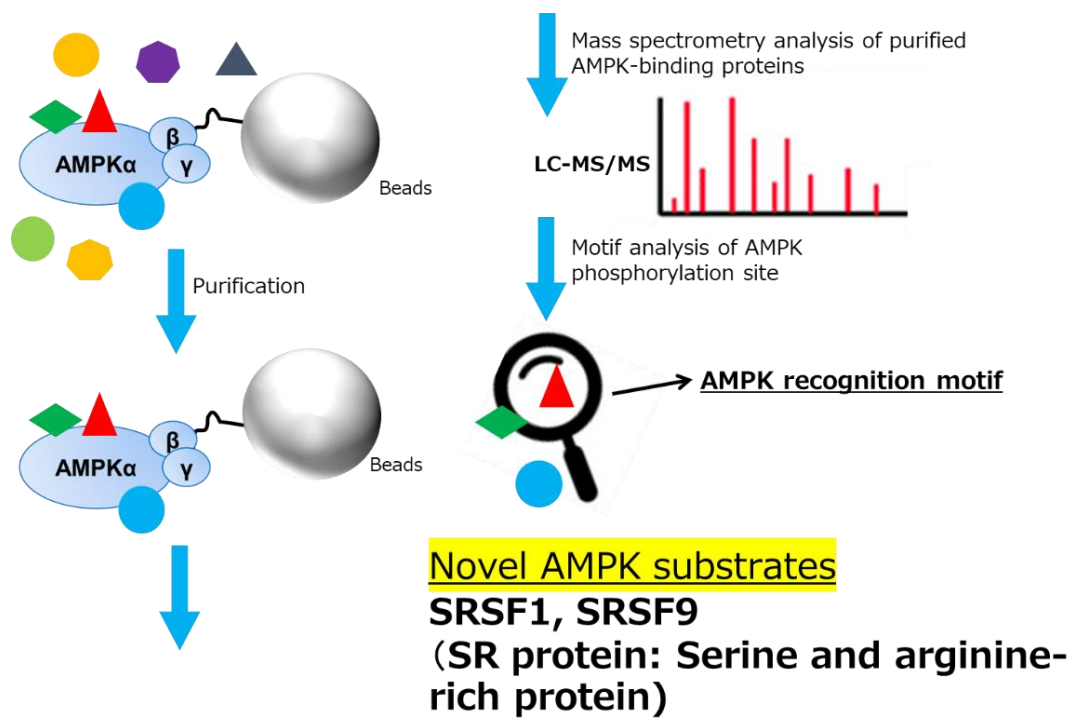 AMPKα
β
γ
Beads
Purification
AMPKα
β
γ
Beads
Mass spectrometry analysis of purified
AMPK-binding proteins
LC-MS/MS
Motif analysis of AMPK
phosphorylation site
AMPK recognition motif
Novel AMPK substrates
SRSF1, SRSF9
（SR protein: Serine and arginine-
rich protein)